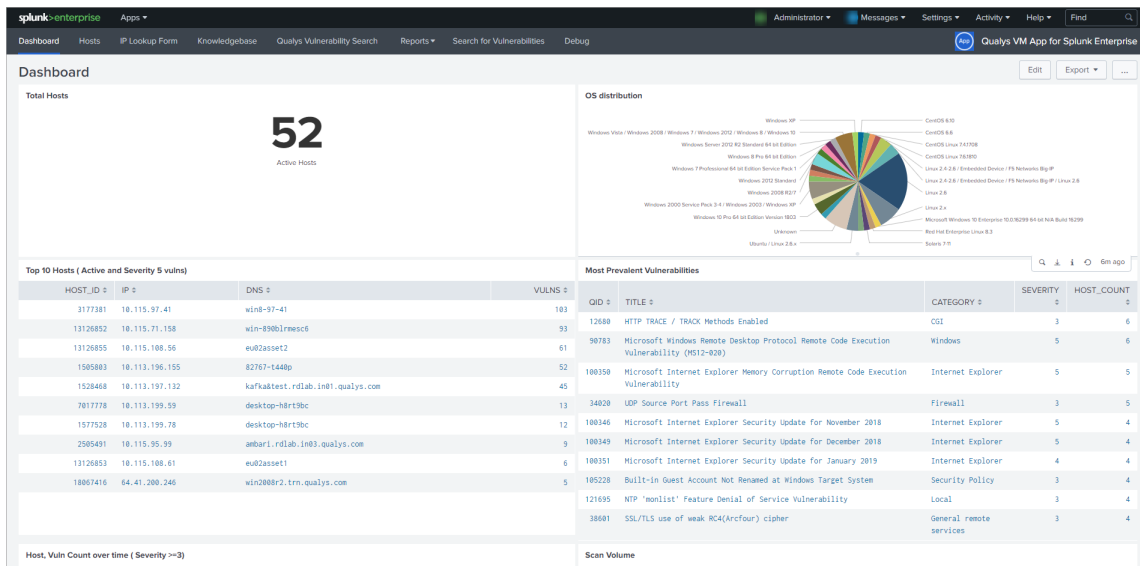 splunk>enterprise Apps ▾ Administrator ▾ Messages ▾ Settings ▾ Activity ▾ Help ▾ Find
Dashboard Hosts IP Lookup Form Knowledgebase Qualys Vulnerability Search Reports ▾ Search for Vulnerabilities Debug App Qualys VM App for Splunk Enterprise
Dashboard Edit Export ▾ ...
Total Hosts
52
Active Hosts
OS distribution
Windows XP
Windows Vista / Windows 2008 / Windows 7 / Windows 2012 / Windows 8 / Windows 10
Windows Server 2012 R2 Standard 64 bit Edition
Windows 8 Pro 64 bit Edition
Windows 7 Professional 64 bit Edition Service Pack 1
Windows 2012 Standard
Windows 2008 R2/7
Windows 2000 Service Pack 3-4 / Windows 2003 / Windows XP
Windows 10 Pro 64 bit Edition Version 1803
Unknown
Ubuntu / Linux 2.6.x
CentOS 6.10
CentOS 6.6
CentOS Linux 7.4.1708
CentOS Linux 7.6.1810
Linux 2.4-2.6 / Embedded Device / F5 Networks Big-IP
Linux 2.4-2.6 / Embedded Device / F5 Networks Big-IP / Linux 2.6
Linux 2.6
Linux 2.x
Microsoft Windows 10 Enterprise 10.0.16299 64 bit N/A Build 16299
Red Hat Enterprise Linux 8.3
Solaris 7-11
6m ago
Top 10 Hosts ( Active and Severity 5 vulns)
HOST_ID IP DNS VULNS
3177381 10.115.97.41 win8-97-41 103
13126852 10.115.71.158 win-890blrmesc6 93
13126855 10.115.108.56 eu02asset2 61
1505803 10.113.196.155 82767-t440p 52
1528468 10.113.197.132 kafka&test.rdlab.in01.qualys.com 45
7017778 10.113.199.59 desktop-h8rt9bc 13
1577528 10.113.199.78 desktop-h8rt9bc 12
2505491 10.115.95.99 ambari.rdlab.in03.qualys.com 9
13126853 10.115.108.61 eu02asset1 6
18067416 64.41.200.246 win2008r2.trn.qualys.com 5
Most Prevalent Vulnerabilities
QID TITLE CATEGORY SEVERITY HOST_COUNT
12680 HTTP TRACE / TRACK Methods Enabled CGI 3 6
90783 Microsoft Windows Remote Desktop Protocol Remote Code Execution Windows 5 6
Vulnerability (MS12-020)
100350 Microsoft Internet Explorer Memory Corruption Remote Code Execution Internet Explorer 5 5
Vulnerability
34020 UDP Source Port Pass Firewall Firewall 3 5
100346 Microsoft Internet Explorer Security Update for November 2018 Internet Explorer 5 4
100349 Microsoft Internet Explorer Security Update for December 2018 Internet Explorer 5 4
100351 Microsoft Internet Explorer Security Update for January 2019 Internet Explorer 4 4
105228 Built-in Guest Account Not Renamed at Windows Target System Security Policy 3 4
121695 NTP 'monlist' Feature Denial of Service Vulnerability Local 3 4
38601 SSL/TLS use of weak RC4(Arcfour) cipher General remote 3 4
services
Host, Vuln Count over time ( Severity >=3)
Scan Volume